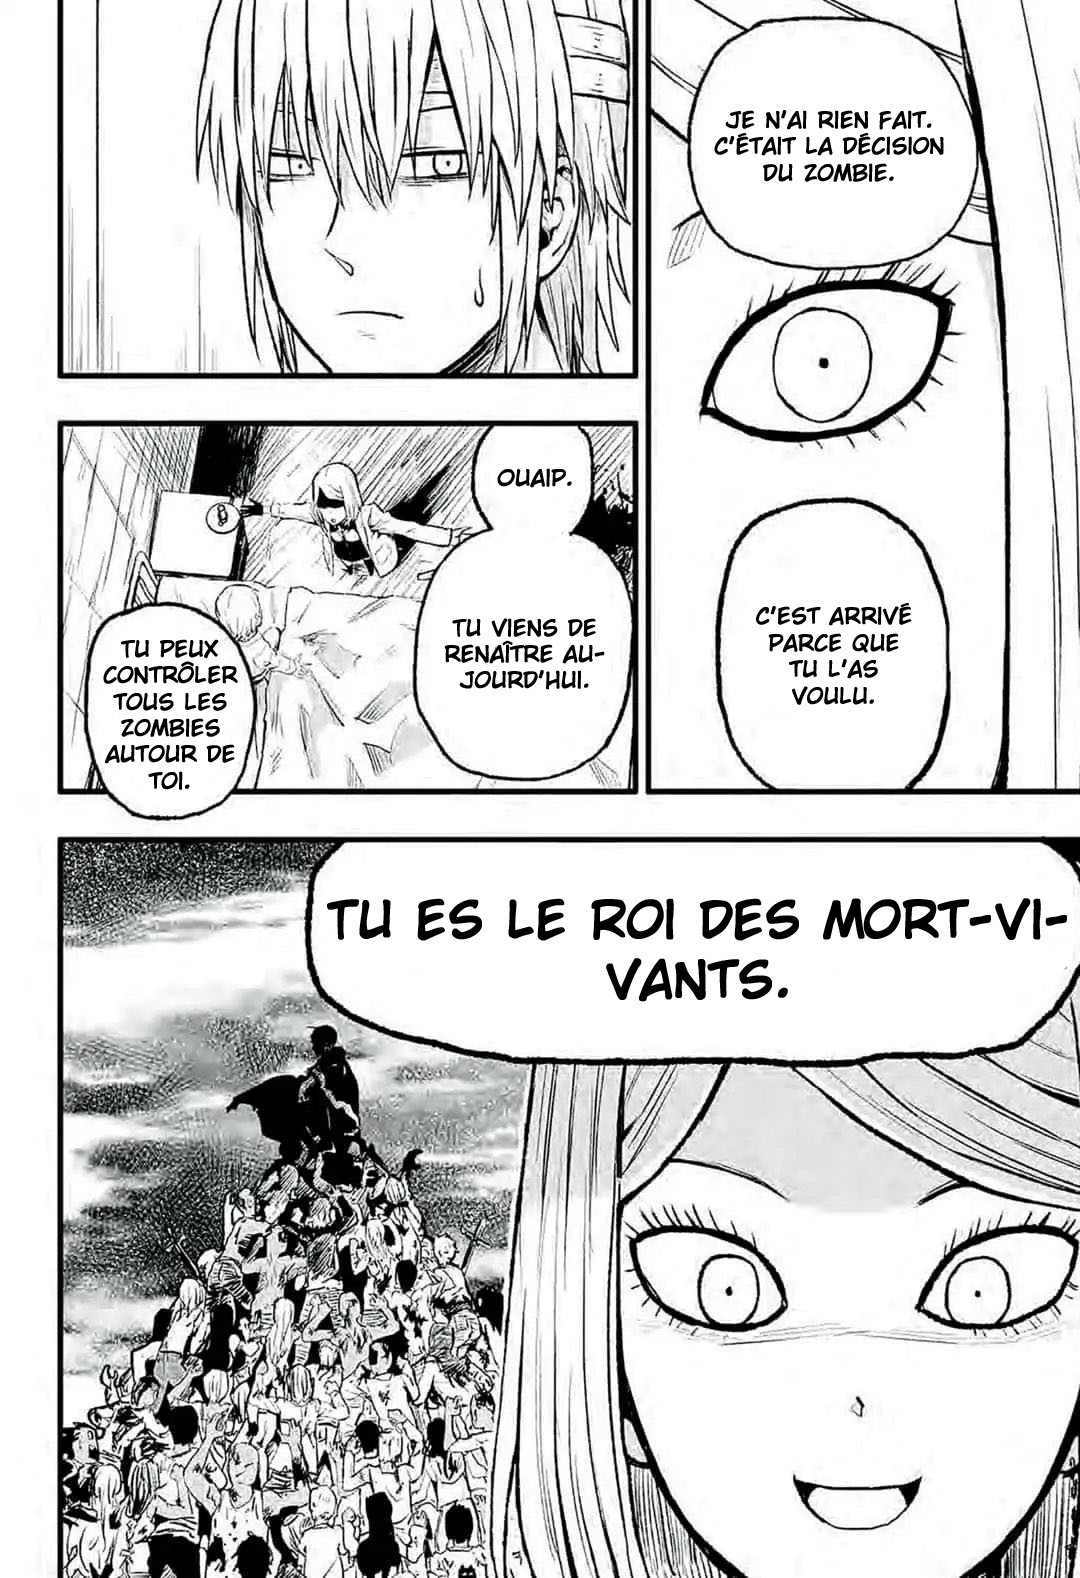 JE N'AI RIEN FAIT.
C'ÉTAIT LA DÉCISION
DU ZOMBIE.
C'EST ARRIVÉ
PARCE QUE
TU L'AS
VOULU.
OUAIP.
TU VIENS DE
RENAÎTRE AU-
JOURD'HUI.
TU PEUX
CONTRÔLER
TOUS LES
ZOMBIES
AUTOUR DE
TOI.
TU ES LE ROI DES MORT-VI-
VANTS.